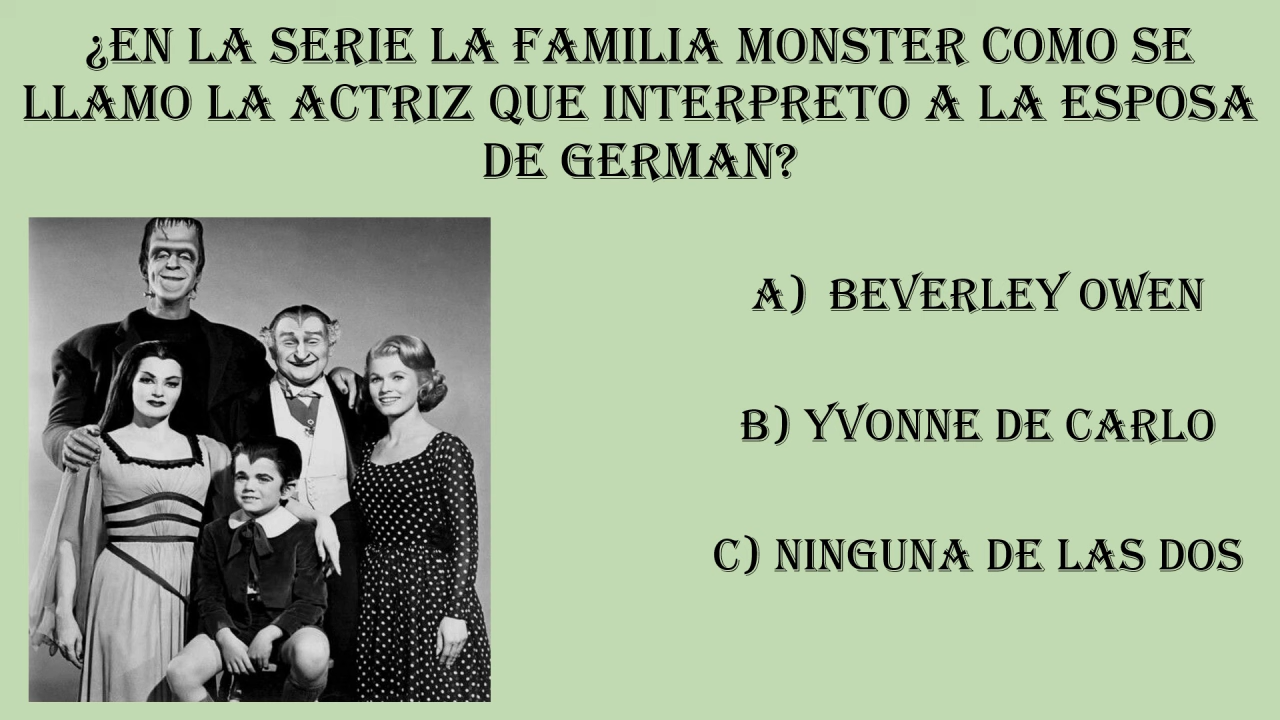 ¿EN LA SERIE LA FAMILIA MONSTER COMO SE
LLAMO LA ACTRIZ QUE INTERPRETO A LA ESPOSA
DE GERMAN?
A) BEVERLEY OWEN
B) YVONNE DE CARLO
C) NINGUNA DE LAS DOS